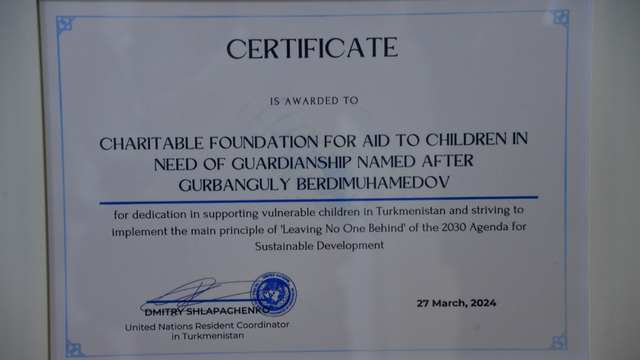 CERTIFICATE
IS AWARDED TO
CHARITABLE FOUNDATION FOR AID TO CHILDREN IN
NEED OF GUARDIANSHIP NAMED AFTER
GURBANGULY BERDIMUHAMEDOV
for dedication in supporting vulnerable children in Turkmenistan and striving to
implement the main principle of 'Leaving No One Behind' of the 2030 Agenda for
Sustainable Development
DMITRY SHLAPACHENKO
United Nations Resident Coordinator
in Turkmenistan
27 March, 2024